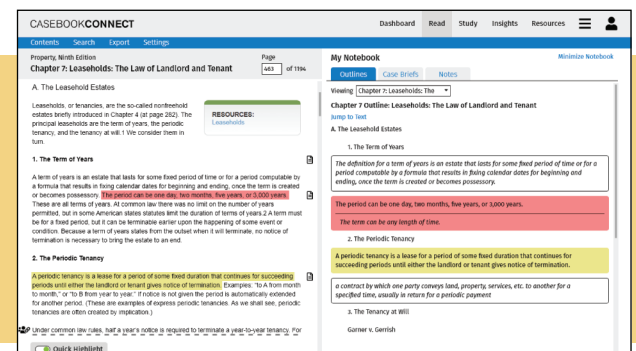 CASEBOOKCONNECT
Dashboard Read Study Insights Resources
Contents Search Export Settings
Property, Ninth Edition
Chapter 7: Leaseholds: The Law of Landlord and Tenant
Page
463 of 1194
A. The Leasehold Estates
Leaseholds, or tenancies, are the so-called nonfreehold
estates briefly introduced in Chapter 4 (at page 282). The
principal leaseholds are the term of years, the periodic
tenancy, and the tenancy at will.1 We consider them in
turn.
RESOURCES:
Leaseholds
1. The Term of Years
A term of years is an estate that lasts for some fixed period of time or for a period computable by
a formula that results in fixing calendar dates for beginning and ending, once the term is created
or becomes possessory. The period can be one day, two months, five years, or 3,000 years.
These are all terms of years. At common law there was no limit on the number of years
permitted, but in some American states statutes limit the duration of terms of years.2 A term must
be for a fixed period, but it can be terminable earlier upon the happening of some event or
condition. Because a term of years states from the outset when it will terminate, no notice of
termination is necessary to bring the estate to an end.
2. The Periodic Tenancy
A periodic tenancy is a lease for a period of some fixed duration that continues for succeeding
periods until either the landlord or tenant gives notice of termination. Examples: "to A from month
to month," or "to B from year to year." If notice is not given the period is automatically extended
for another period. (These are examples of express periodic tenancies. As we shall see, periodic
tenancies are often created by implication.)
Under common law rules, half a year's notice is required to terminate a year-to-year tenancy. For
Quick Highlight
My Notebook
Minimize Notebook
Outlines Case Briefs Notes
Viewing Chapter 7: Leaseholds: The
Chapter 7 Outline: Leaseholds: The Law of Landlord and Tenant
Jump to Text
A. The Leasehold Estates
1. The Term of Years
The definition for a term of years is an estate that lasts for some fixed period of time or for a
period computable by a formula that results in fixing calendar dates for beginning and
ending, once the term is created or becomes possessory.
The period can be one day, two months, five years, or 3,000 years.
The term can be any length of time.
2. The Periodic Tenancy
A periodic tenancy is a lease for a period of some fixed duration that continues for
succeeding periods until either the landlord or tenant gives notice of termination.
a contract by which one party conveys land, property, services, etc. to another for a
specified time, usually in return for a periodic payment
3. The Tenancy at Will
Garner v. Gerrish